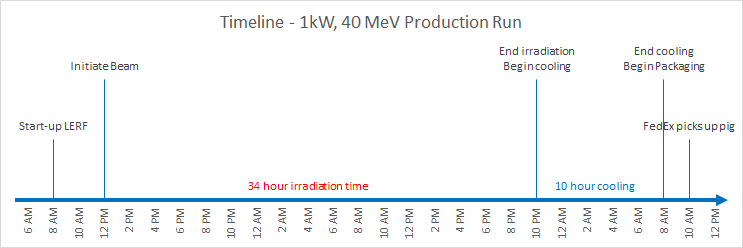 Timeline - 1kW, 40 MeV Production Run
End irradiation
Begin cooling
End cooling
Begin Packaging
Initiate Beam
Start-up LERF
FedEx picks up pig
34 hour irradiation time
10 hour cooling
6 AM
8 AM
10 AM
12 PM
2 PM
4 PM
6 PM
8 PM
10 PM
12 AM
2 AM
4 AM
6 AM
8 AM
10 AM
12 PM
2 PM
4 PM
6 PM
8 PM
10 PM
12 AM
2 AM
4 AM
6 AM
8 AM
10 AM
12 PM